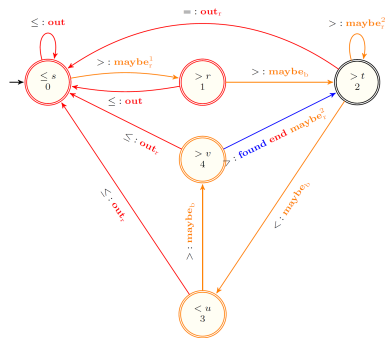 ≤ : out
= : out_r
> : maybe_r^2
≤ s
0
> : maybe_r^1
> r
1
> : maybe_b
> t
2
≤ : out
≤ : out_r
> v
4
> : found end maybe_r^2
≤ : out_r
> : maybe_b
< : maybe_b
< u
3